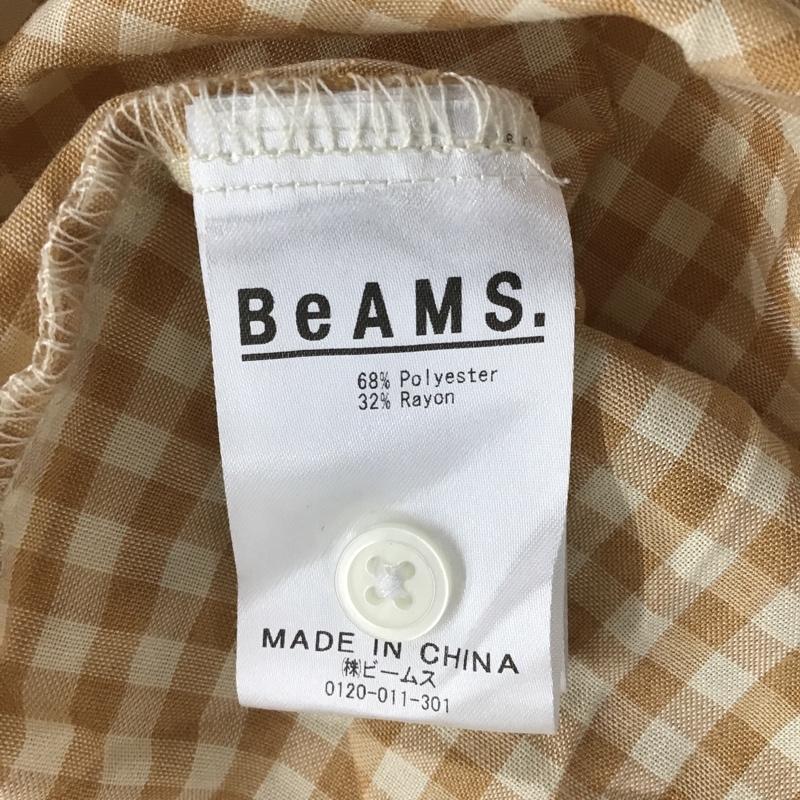 BeAMS.
68% Polyester
32% Rayon
MADE IN CHINA
㈱ビームス
0120-011-301